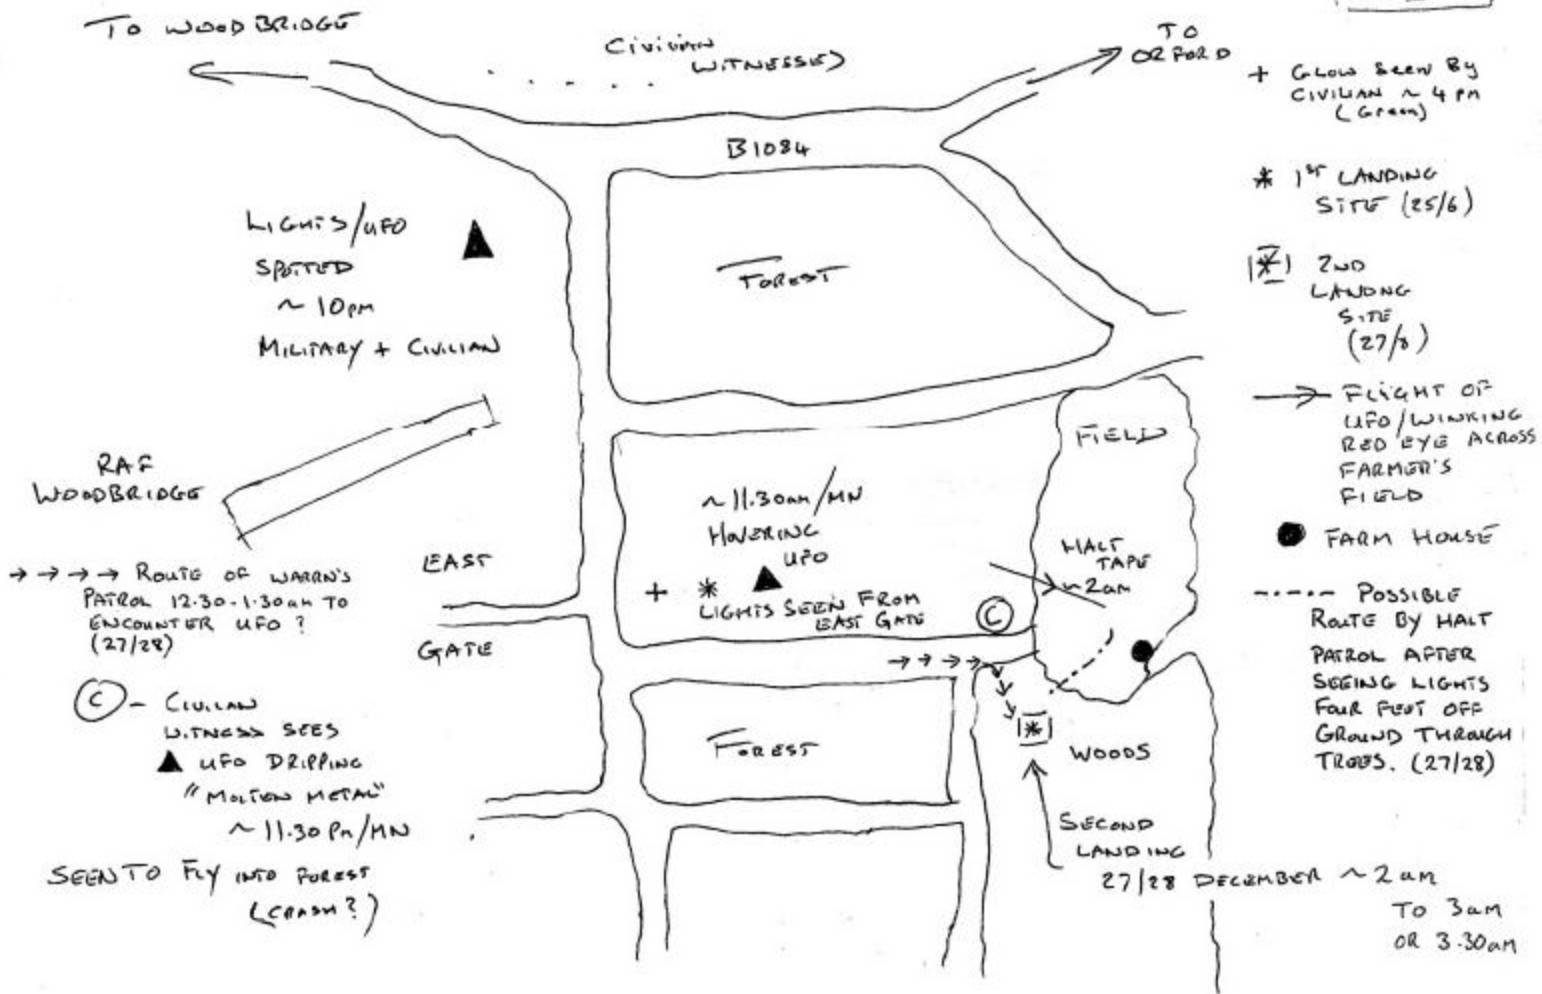 TO WOODBRIDGE
CIVILIAN
WITNESSES
TO
ORFORD
B1084
LIGHTS/UFO
SPOTTED
~ 10pm
MILITARY + CIVILIAN
FOREST
RAF
WOODBRIDGE
→→→→ ROUTE OF WARRN'S
PATROL 12.30-1.30am TO
ENCOUNTER UFO?
(27/28)
EAST
GATE
~11.30am/MN
HOVERING
UFO
+ *
LIGHTS SEEN FROM
EAST GATE
FIELD
HALT
TAPE
~2am
C
C - CIVILIAN
WITNESS SEES
▲ UFO DRIPPING
"MOLTEN METAL"
~ 11.30 Pm/MN
SEEN TO FLY INTO FOREST
(CRASH?)
FOREST
|*|
WOODS
SECOND
LANDING
27/28 DECEMBER ~ 2am
TO 3am
OR 3.30am
+ GLOW SEEN BY
CIVILIAN ~ 4 pm
(Green)
* 1ST LANDING
SITE (25/6)
|*| 2ND
LANDNG
SITE
(27/8)
→ FLIGHT OF
UFO/WINKING
RED EYE ACROSS
FARMER'S
FIELD
● FARM HOUSE
-·-·-· POSSIBLE
ROUTE BY HALT
PATROL AFTER
SEEING LIGHTS
FOUR FEET OFF
GROUND THROUGH
TREES. (27/28)